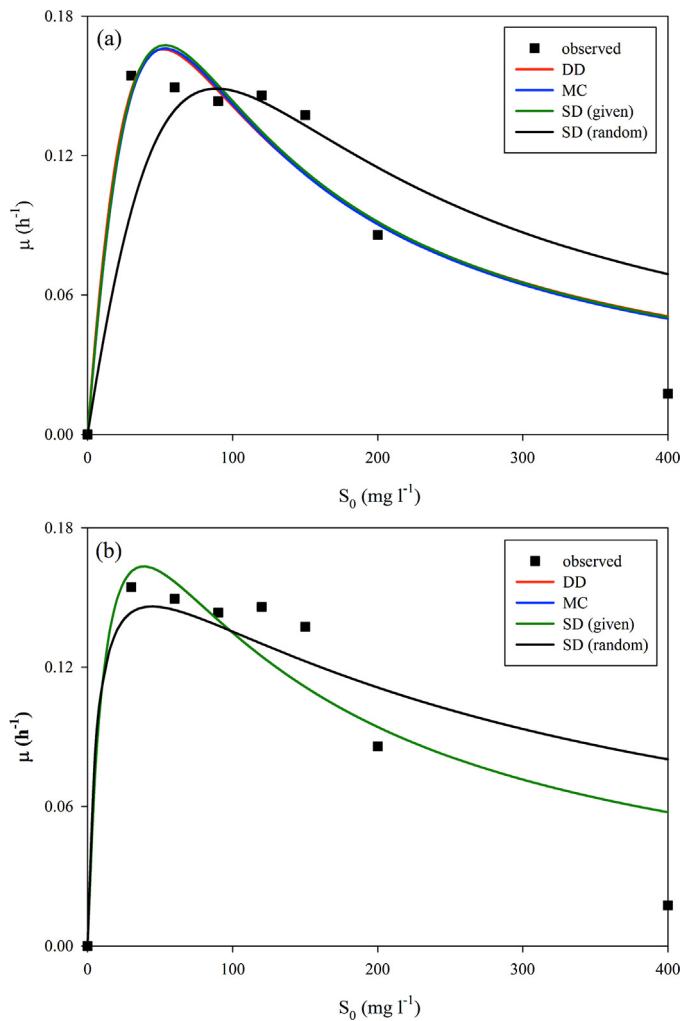 0.18
(a)
observed
DD
MC
SD (given)
SD (random)
0.12
μ (h⁻¹)
0.06
0.00
0 100 200 300 400
S₀ (mg l⁻¹)
0.18
(b)
observed
DD
MC
SD (given)
SD (random)
0.12
μ (h⁻¹)
0.06
0.00
0 100 200 300 400
S₀ (mg l⁻¹)